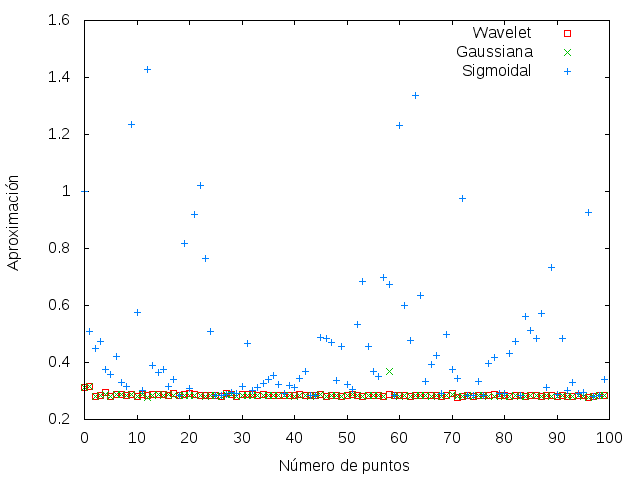 1.6
1.4
1.2
1
0.8
0.6
0.4
0.2
0 10 20 30 40 50 60 70 80 90 100
Aproximación
Número de puntos
Wavelet
Gaussiana
Sigmoidal